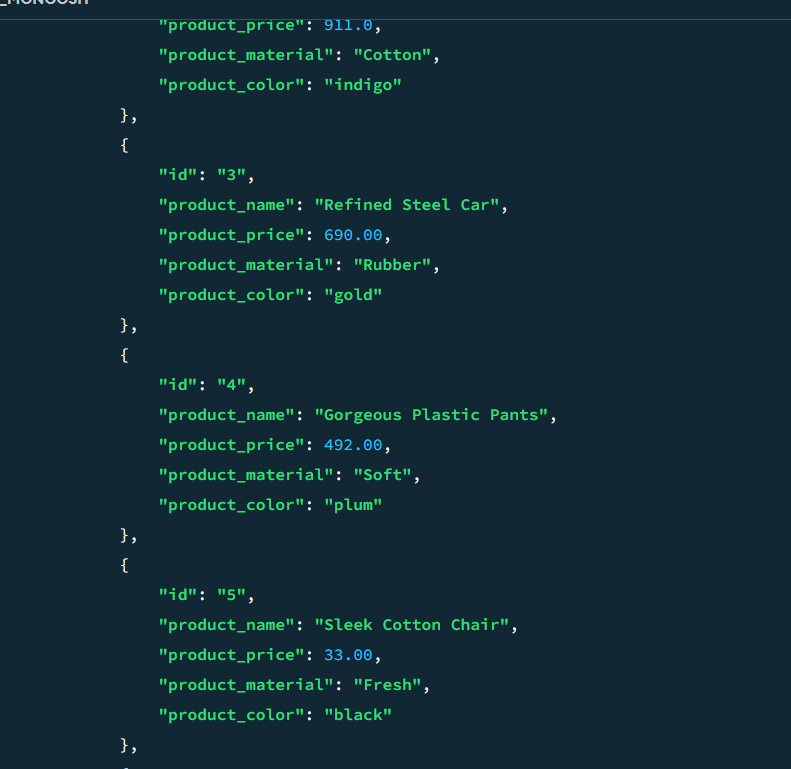 _MONGOSH
"product_price": 911.0,
"product_material": "Cotton",
"product_color": "indigo"
},
{
"id": "3",
"product_name": "Refined Steel Car",
"product_price": 690.00,
"product_material": "Rubber",
"product_color": "gold"
},
{
"id": "4",
"product_name": "Gorgeous Plastic Pants",
"product_price": 492.00,
"product_material": "Soft",
"product_color": "plum"
},
{
"id": "5",
"product_name": "Sleek Cotton Chair",
"product_price": 33.00,
"product_material": "Fresh",
"product_color": "black"
},